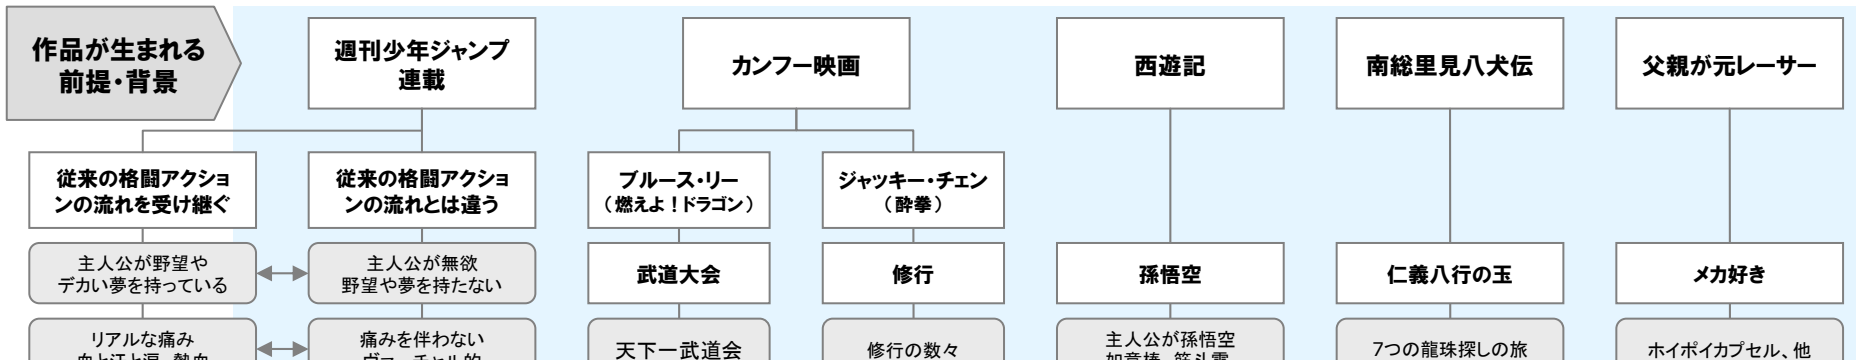 作品が生まれる
前提・背景
週刊少年ジャンプ
連載
カンフー映画
西遊記
南総里見八犬伝
父親が元レーサー
従来の格闘アクショ
ンの流れを受け継ぐ
従来の格闘アクショ
ンの流れとは違う
ブルース・リー
（燃えよ！ドラゴン）
ジャッキー・チェン
（酔拳）
主人公が野望や
デカい夢を持っている
主人公が無欲
野望や夢を持たない
武道大会
修行
孫悟空
仁義八行の玉
メカ好き
リアルな痛み
痛みを伴わない
天下一武道会
修行の数々
主人公が孫悟空
7つの龍珠探しの旅
ホイポイカプセル、他